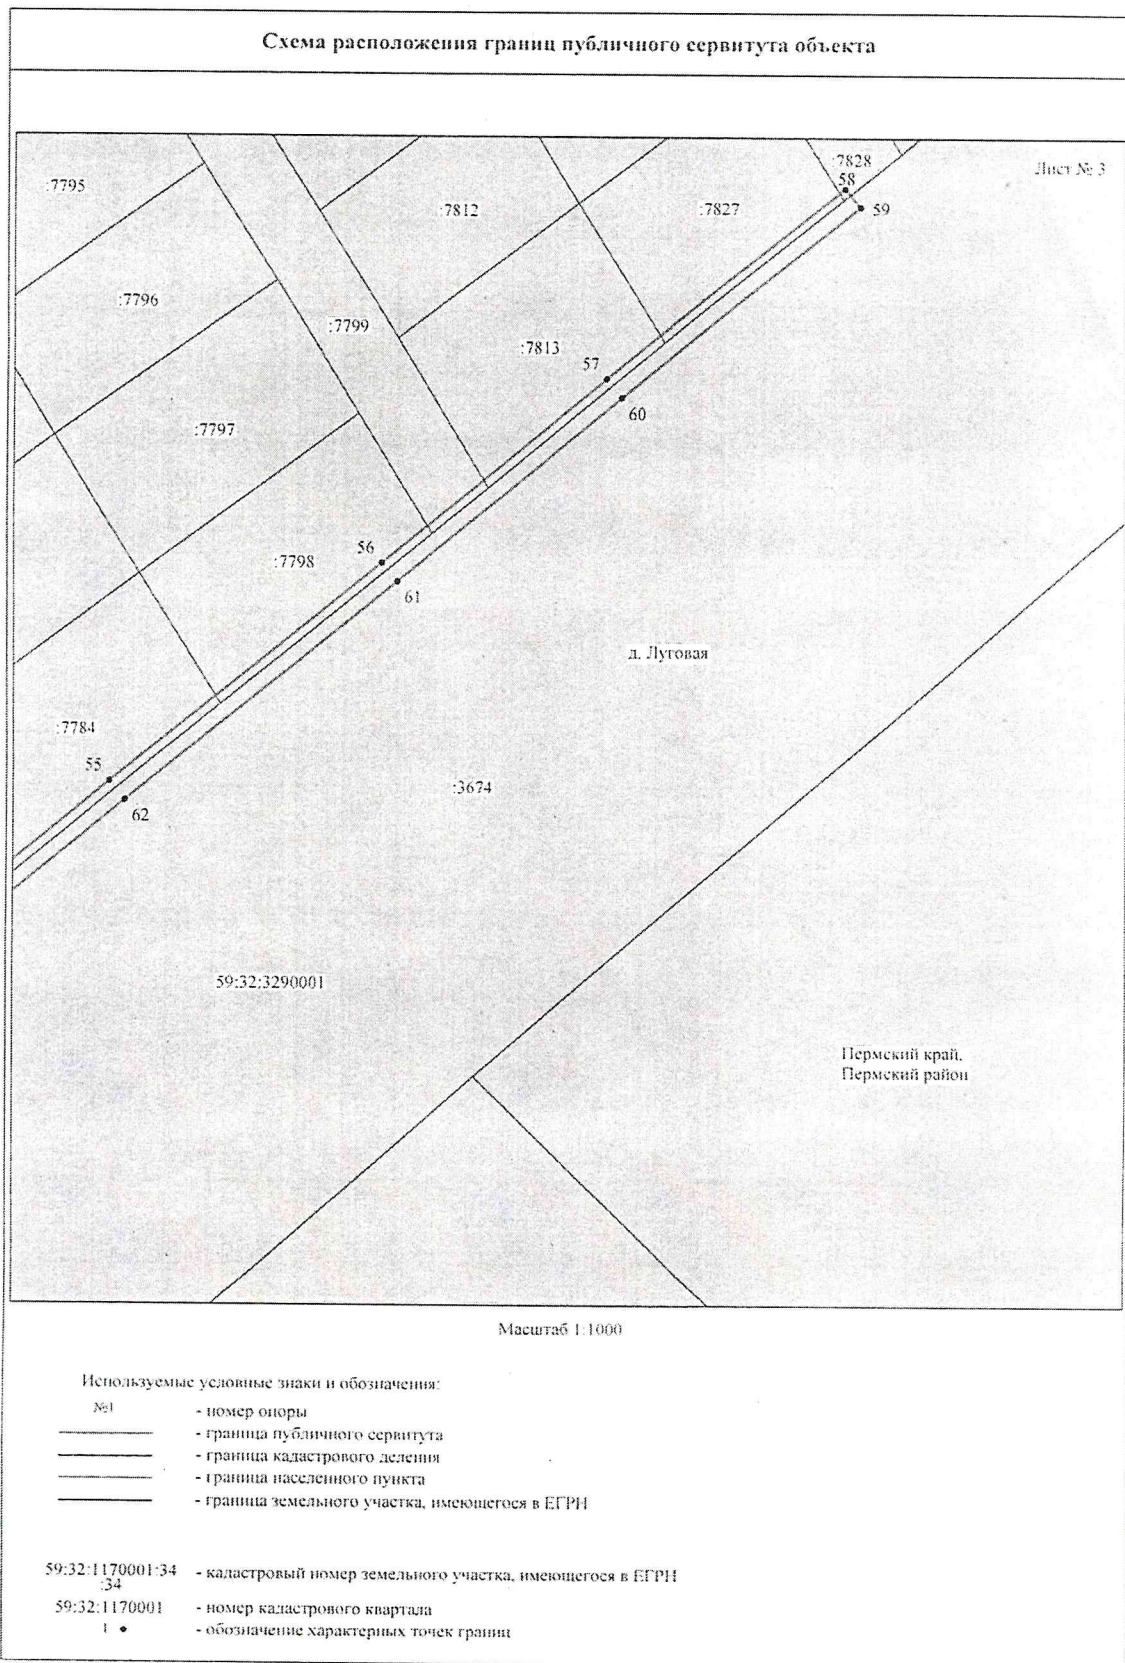 Схема расположения границ публичного сервитута объекта
Лист № 3
:7795
:7828
58
59
:7812
:7827
:7796
:7799
:7813
57
60
:7797
56
:7798
61
д. Луговая
:7784
55
:3674
62
59:32:3290001
Пермский край,
Пермский район
Масштаб 1:1000
Используемые условные знаки и обозначения:
№1 - номер опоры
- граница публичного сервитута
- граница кадастрового деления
- граница населенного пункта
- граница земельного участка, имеющегося в ЕГРН
59:32:1170001:34
:34
- кадастровый номер земельного участка, имеющегося в ЕГРН
59:32:1170001 - номер кадастрового квартала
1 - обозначение характерных точек границ